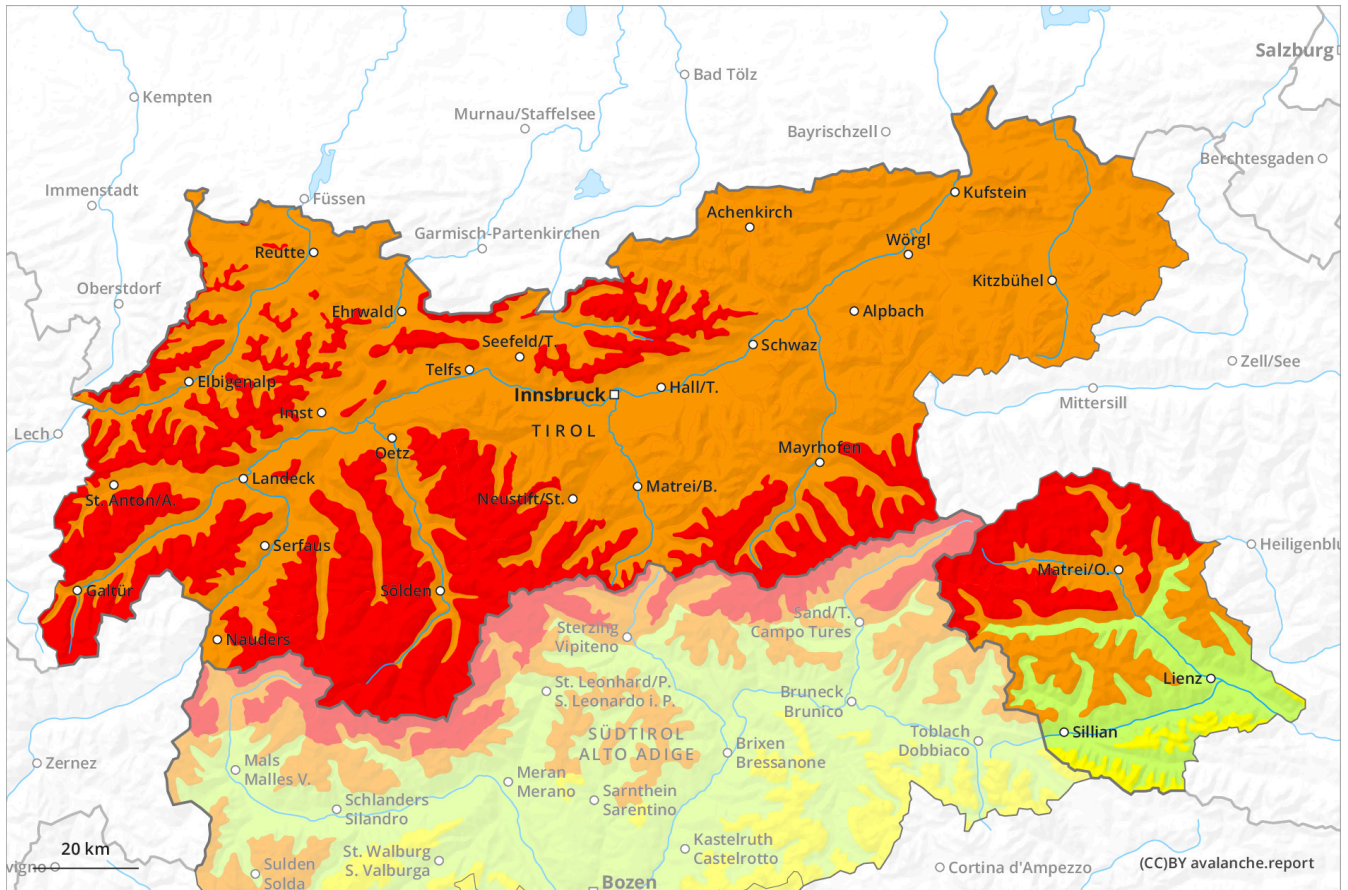 Salzburg
Bad Tölz
Kempten
Murnau/Staffelsee
Bayrischzell
Berchtesgaden
Immenstadt
Füssen
Kufstein
Achenkirch
Garmisch-Partenkirchen
Wörgl
Reutte
Oberstdorf
Kitzbühel
Ehrwald
Alpbach
Seefeld/T.
Schwaz
Zell/See
Telfs
Elbigenalp
Hall/T.
Innsbruck
Mittersill
Imst
TIROL
Lech
Mayrhofen
Oetz
Landeck
Matrei/B.
St. Anton/A.
Neustift/St.
Serfaus
Heiligenblu
Matrei/O.
Galtür
Sölden
Sand/T.
Campo Tures
Sterzing
Vipiteno
Nauders
Lienz
St. Leonhard/P.
S. Leonardo i. P.
Bruneck
Brunico
SÜDTIROL
ALTO ADIGE
Toblach
Dobbiaco
Sillian
Brixen
Bressanone
Zernez
Mals
Malles V.
Meran
Merano
Sarnthein
Sarentino
Schlanders
Silandro
Kastelruth
Castelrotto
20 km
St. Walburg
S. Valburga
(CC)BY avalanche.report
vigno
Sulden
Solda
Cortina d'Ampezzo
Bozen